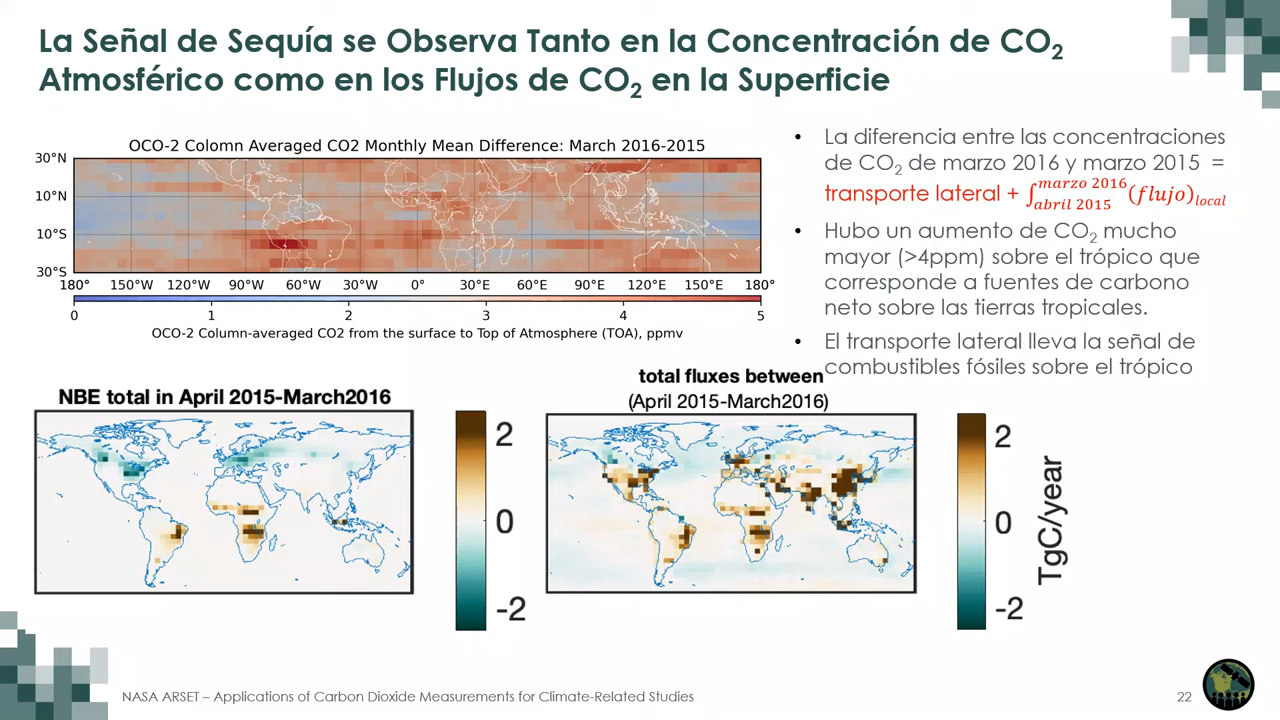 La Señal de Sequía se Observa Tanto en la Concentración de CO₂
Atmosférico como en los Flujos de CO₂ en la Superficie
OCO-2 Colomn Averaged CO2 Monthly Mean Difference: March 2016-2015
30°N
10°N
10°S
30°S
180° 150°W 120°W 90°W 60°W 30°W 0° 30°E 60°E 90°E 120°E 150°E 180°
0 1 2 3 4 5
OCO-2 Column-averaged CO2 from the surface to Top of Atmosphere (TOA), ppmv
• La diferencia entre las concentraciones
de CO₂ de marzo 2016 y marzo 2015 =
transporte lateral + ∫ marzo 2016 abril 2015 (flujo)local
• Hubo un aumento de CO₂ mucho
mayor (>4ppm) sobre el trópico que
corresponde a fuentes de carbono
neto sobre las tierras tropicales.
• El transporte lateral lleva la señal de
combustibles fósiles sobre el trópico
NBE total in April 2015-March2016
2
0
-2
total fluxes between
(April 2015-March2016)
2
0
-2
TgC/year
NASA ARSET – Applications of Carbon Dioxide Measurements for Climate-Related Studies
22